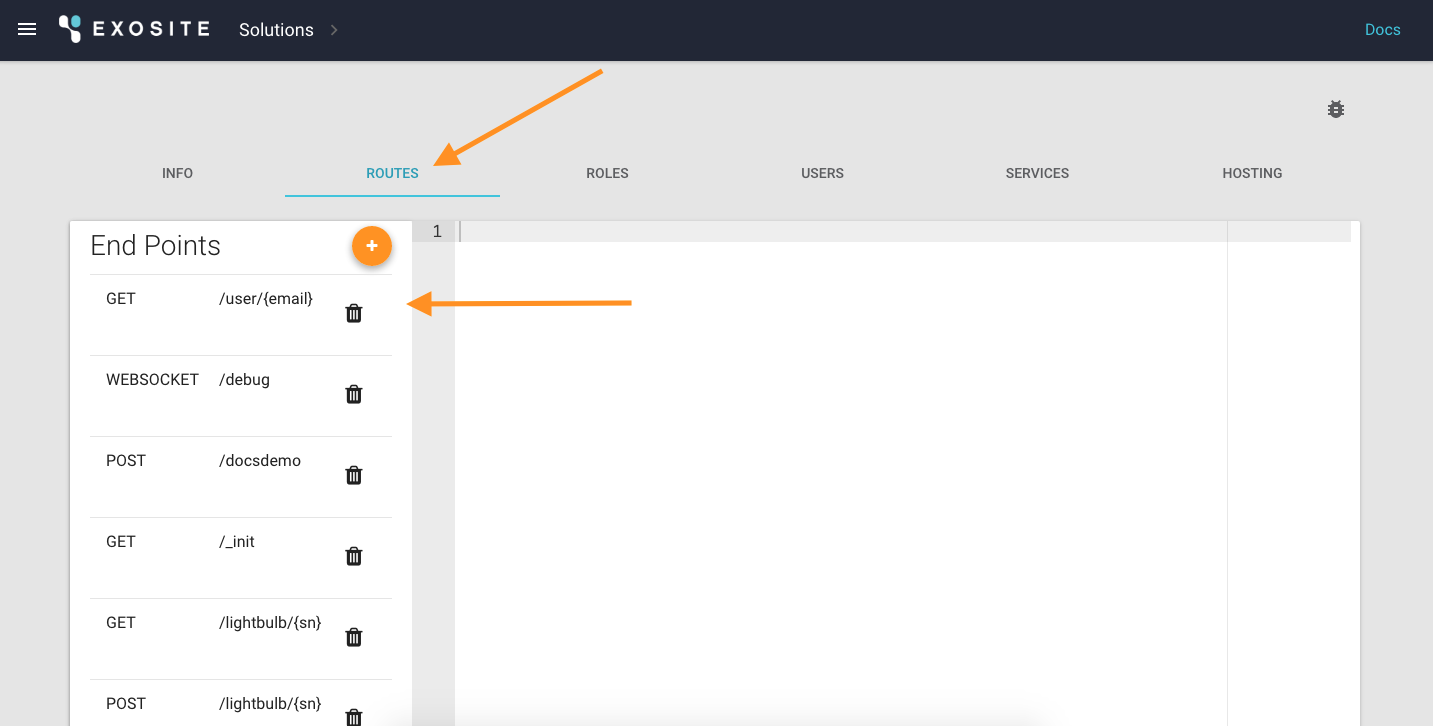 EXOSITE Solutions Docs
INFO ROUTES ROLES USERS SERVICES HOSTING
End Points
1
GET /user/{email}
WEBSOCKET /debug
POST /docsdemo
GET /_init
GET /lightbulb/{sn}
POST /lightbulb/{sn}